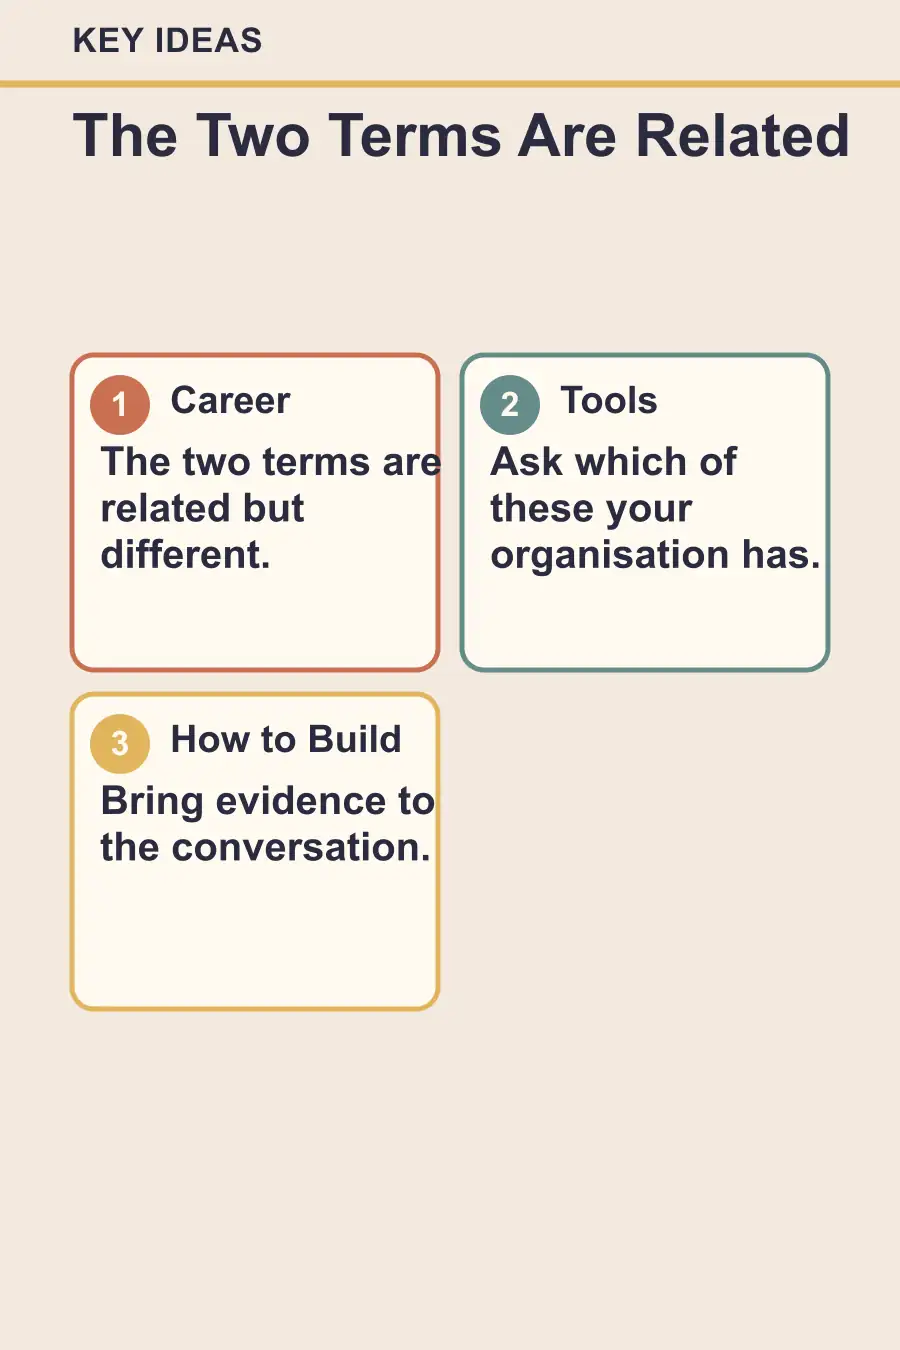 KEY IDEAS
The Two Terms Are Related
1 Career
The two terms are
related but
different.
2 Tools
Ask which of
these your
organisation has.
3 How to Build
Bring evidence to
the conversation.